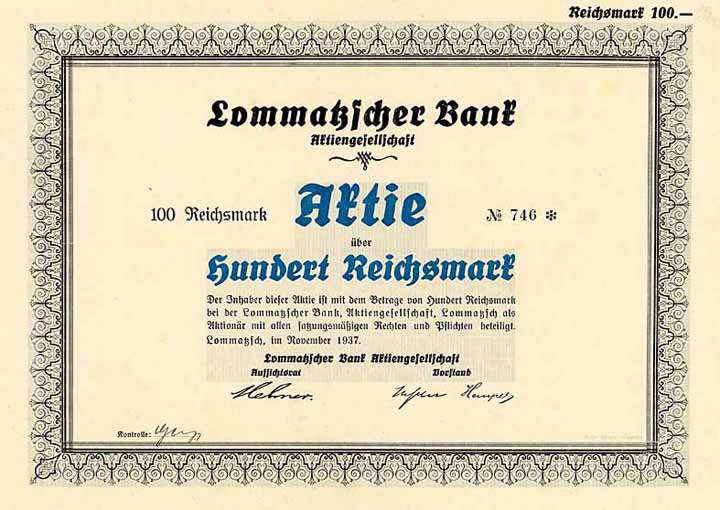 Reichsmark 100.—
Lommatzscher Bank
Aktiengesellschaft
100 Reichsmark Aktie № 746 ✻
über
Hundert Reichsmark
Der Inhaber dieser Aktie ist mit dem Betrage von Hundert Reichsmark
bei der Lommatzscher Bank, Aktiengesellschaft, Lommatzsch als
Aktionär mit allen satzungsmäßigen Rechten und Pflichten beteiligt.
Lommatzsch, im November 1937.
Lommatzscher Bank Aktiengesellschaft
Aufsichtsrat Vorstand
Mehner. Hempel
Kontrolle: